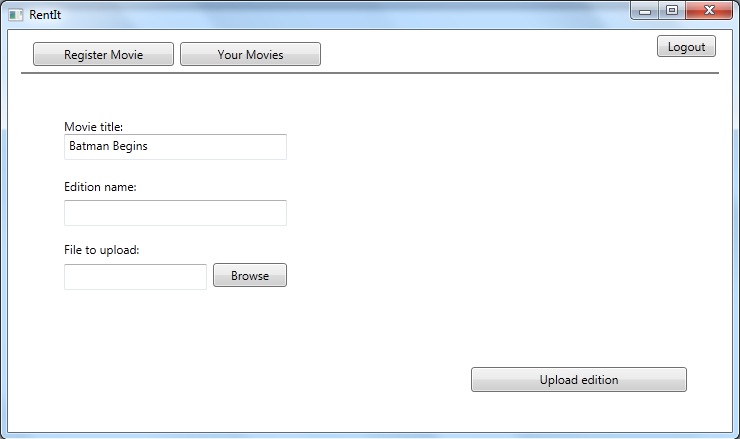 RentIt
Register Movie Your Movies Logout
Movie title:
Batman Begins
Edition name:
File to upload:
Browse
Upload edition